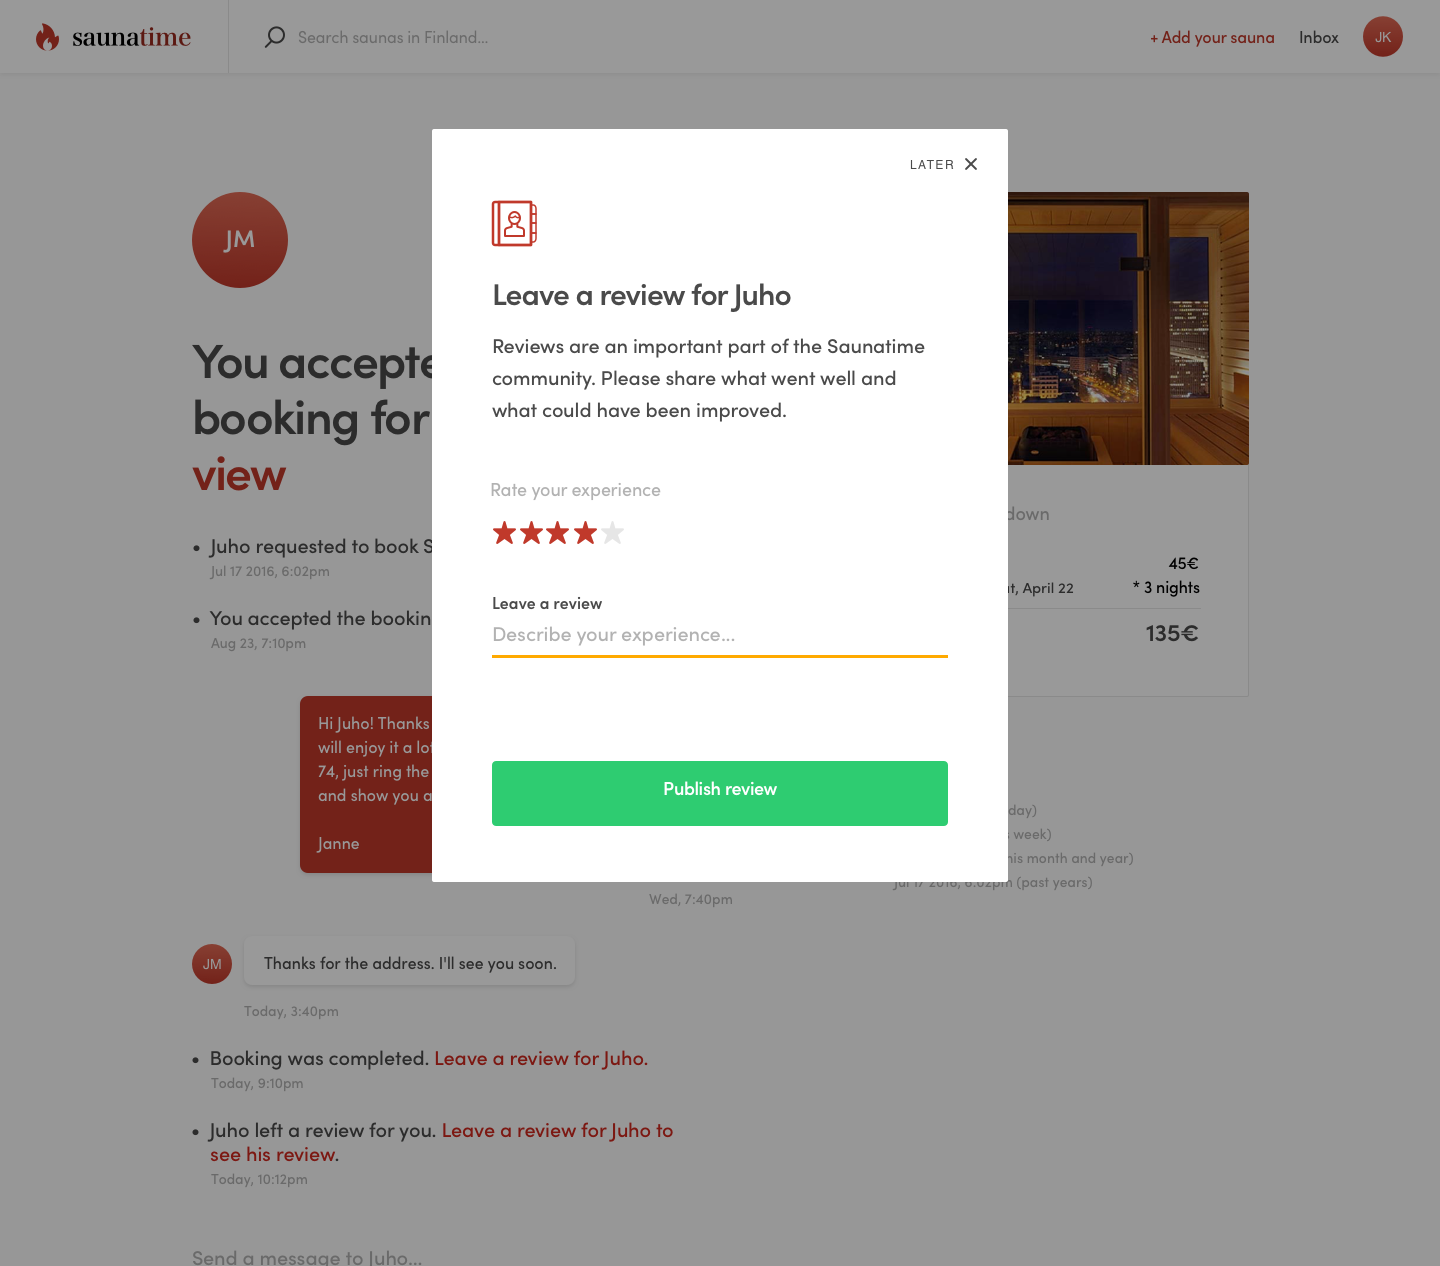 saunatime
Search saunas in Finland...
+ Add your sauna
Inbox
JK
LATER
JM
Leave a review for Juho
Reviews are an important part of the Saunatime
community. Please share what went well and
what could have been improved.
You accepte
booking for
view
Rate your experience
Leave a review
Describe your experience...
Publish review
Juho requested to book S
Jul 17 2016, 6:02pm
You accepted the bookin
Aug 23, 7:10pm
Hi Juho! Thanks
will enjoy it a lot
74, just ring the
and show you a
Janne
Wed, 7:40pm
JM
Thanks for the address. I'll see you soon.
Today, 3:40pm
Booking was completed. Leave a review for Juho.
Today, 9:10pm
Juho left a review for you. Leave a review for Juho to
see his review.
Today, 10:12pm
Send a message to Juho...
down
45€
t, April 22
* 3 nights
135€
day)
s week)
his month and year)
Jul 17 2016, 6:02pm (past years)